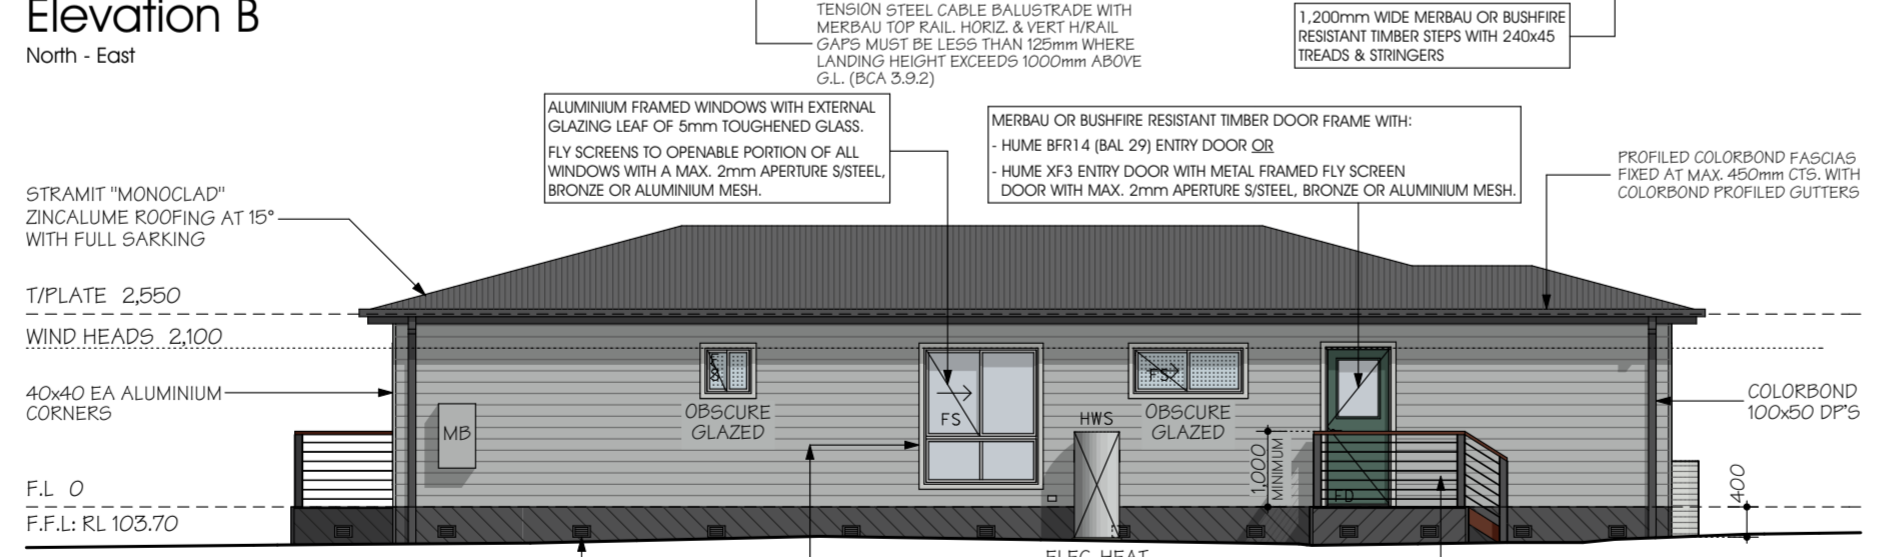 Elevation B
North - East
TENSION STEEL CABLE BALUSTRADE WITH
MERBAU TOP RAIL. HORIZ. & VERT H/RAIL
GAPS MUST BE LESS THAN 125mm WHERE
LANDING HEIGHT EXCEEDS 1000mm ABOVE
G.L. (BCA 3.9.2)
1,200mm WIDE MERBAU OR BUSHFIRE
RESISTANT TIMBER STEPS WITH 240x45
TREADS & STRINGERS
ALUMINIUM FRAMED WINDOWS WITH EXTERNAL
GLAZING LEAF OF 5mm TOUGHENED GLASS.
FLY SCREENS TO OPENABLE PORTION OF ALL
WINDOWS WITH A MAX. 2mm APERTURE S/STEEL,
BRONZE OR ALUMINIUM MESH.
MERBAU OR BUSHFIRE RESISTANT TIMBER DOOR FRAME WITH:
- HUME BFR14 (BAL 29) ENTRY DOOR OR
- HUME XF3 ENTRY DOOR WITH METAL FRAMED FLY SCREEN
DOOR WITH MAX. 2mm APERTURE S/STEEL, BRONZE OR ALUMINIUM MESH.
PROFILED COLORBOND FASCIAS
FIXED AT MAX. 450mm CTS. WITH
COLORBOND PROFILED GUTTERS
STRAMIT "MONOCLAD"
ZINCALUME ROOFING AT 15°
WITH FULL SARKING
T/PLATE 2,550
WIND HEADS 2,100
40x40 EA ALUMINIUM
CORNERS
F.L 0
F.F.L: RL 103.70
MB
FS
OBSCURE
GLAZED
FS
HWS
FS
OBSCURE
GLAZED
1,000
MINIMUM
FD
COLORBOND
100x50 DP'S
400
ELEC. HEAT